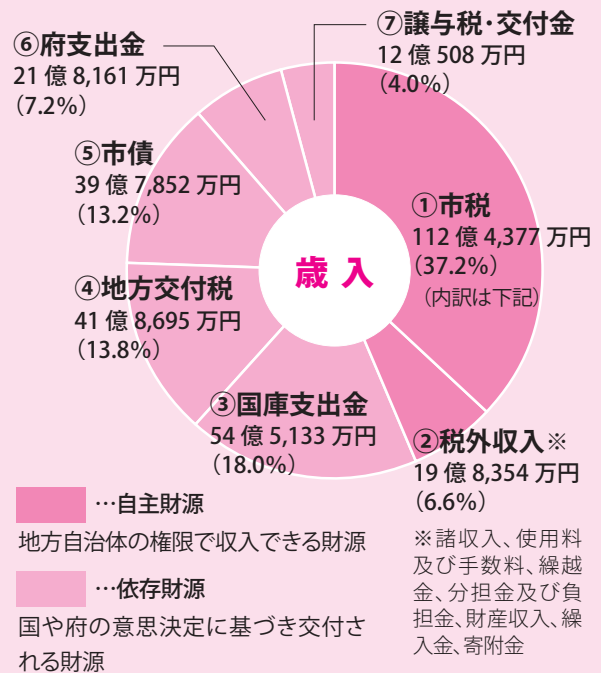 ⑦譲与税・交付金
12 億 508 万円
(4.0%)
⑥府支出金
21 億 8,161 万円
(7.2%)
⑤市債
39 億 7,852 万円
(13.2%)
①市税
112 億 4,377 万円
(37.2%)
(内訳は下記)
歳 入
④地方交付税
41 億 8,695 万円
(13.8%)
③国庫支出金
54 億 5,133 万円
(18.0%)
②税外収入※
19 億 8,354 万円
(6.6%)
※諸収入、使用料
及び手数料、繰越
金、分担金及び負
担金、財産収入、繰
入金、寄附金
…自主財源
地方自治体の権限で収入できる財源
…依存財源
国や府の意思決定に基づき交付さ
れる財源